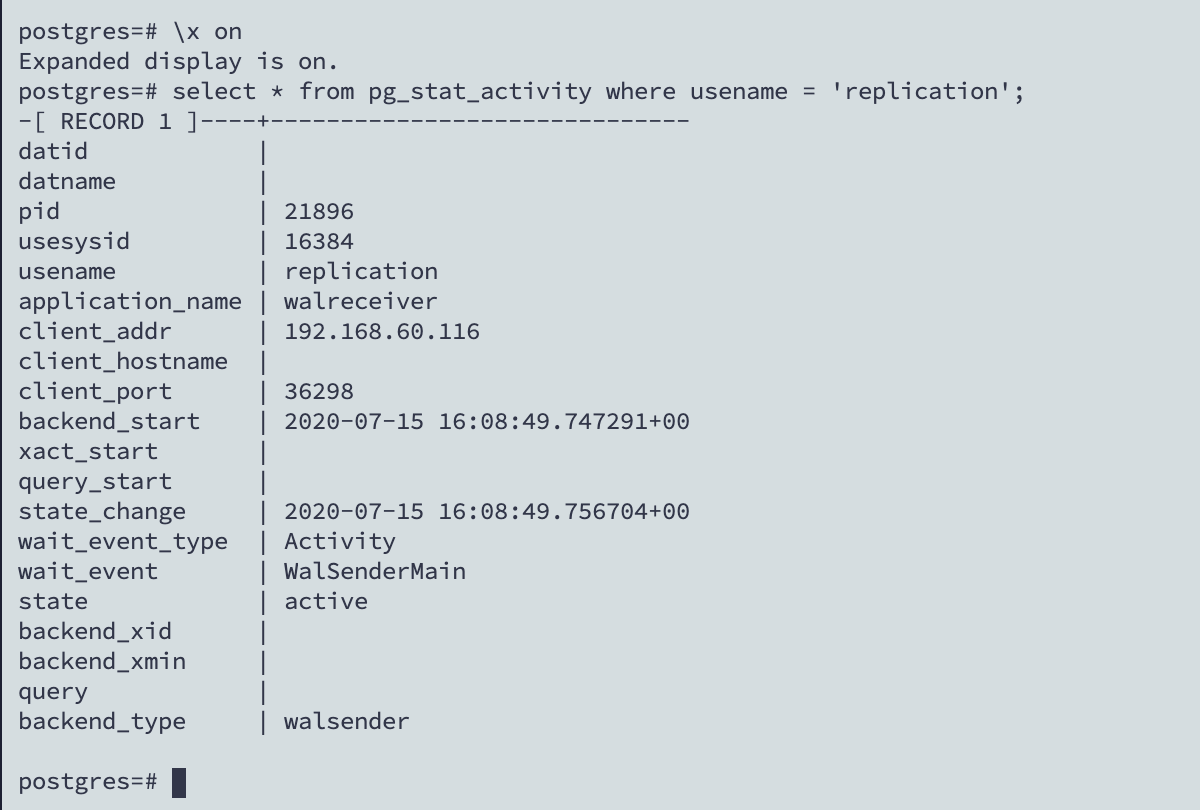 postgres=# \x on
Expanded display is on.
postgres=# select * from pg_stat_activity where usename = 'replication';
-[ RECORD 1 ]----+------------------------------
datid            |
datname          |
pid              | 21896
usesysid         | 16384
usename          | replication
application_name | walreceiver
client_addr      | 192.168.60.116
client_hostname  |
client_port      | 36298
backend_start    | 2020-07-15 16:08:49.747291+00
xact_start       |
query_start      |
state_change     | 2020-07-15 16:08:49.756704+00
wait_event_type  | Activity
wait_event       | WalSenderMain
state            | active
backend_xid      |
backend_xmin     |
query            |
backend_type     | walsender
postgres=#